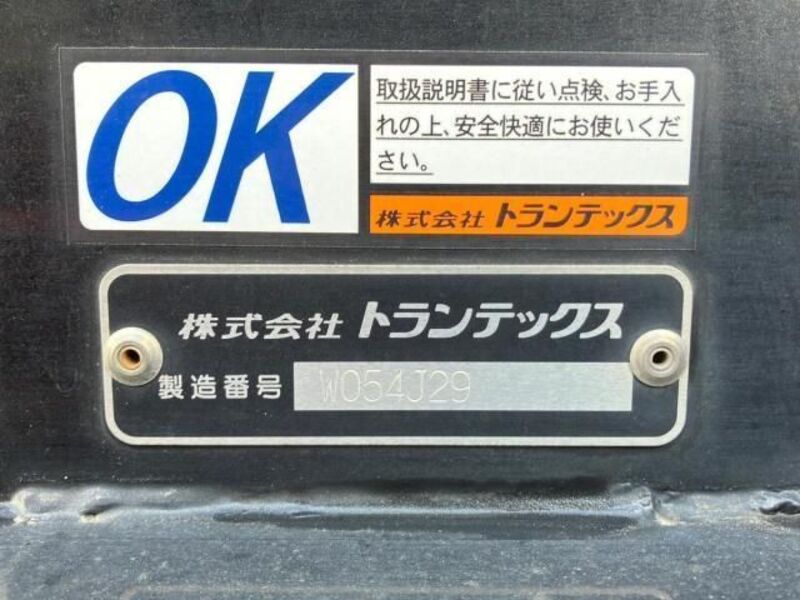 OK
取扱説明書に従い点検、お手入
れの上、安全快適にお使いくだ
さい。
株式会社 トランテックス
株式会社 トランテックス
製造番号 W054J29